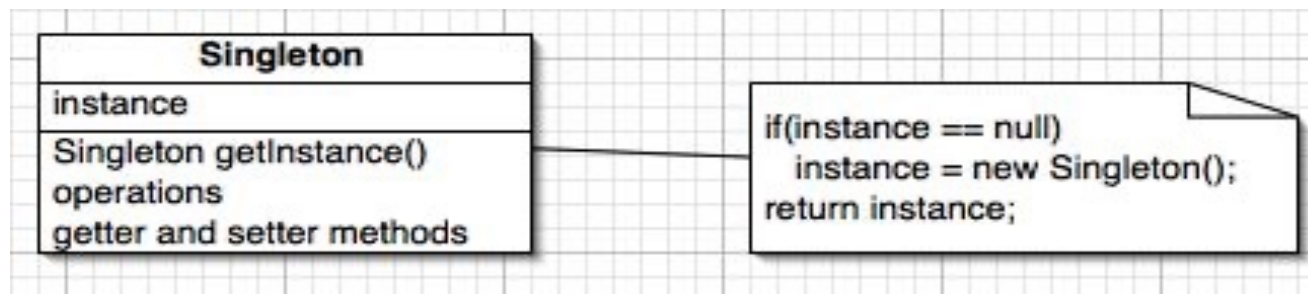 Singleton
instance
Singleton getInstance()
operations
getter and setter methods
if(instance == null)
instance = new Singleton();
return instance;